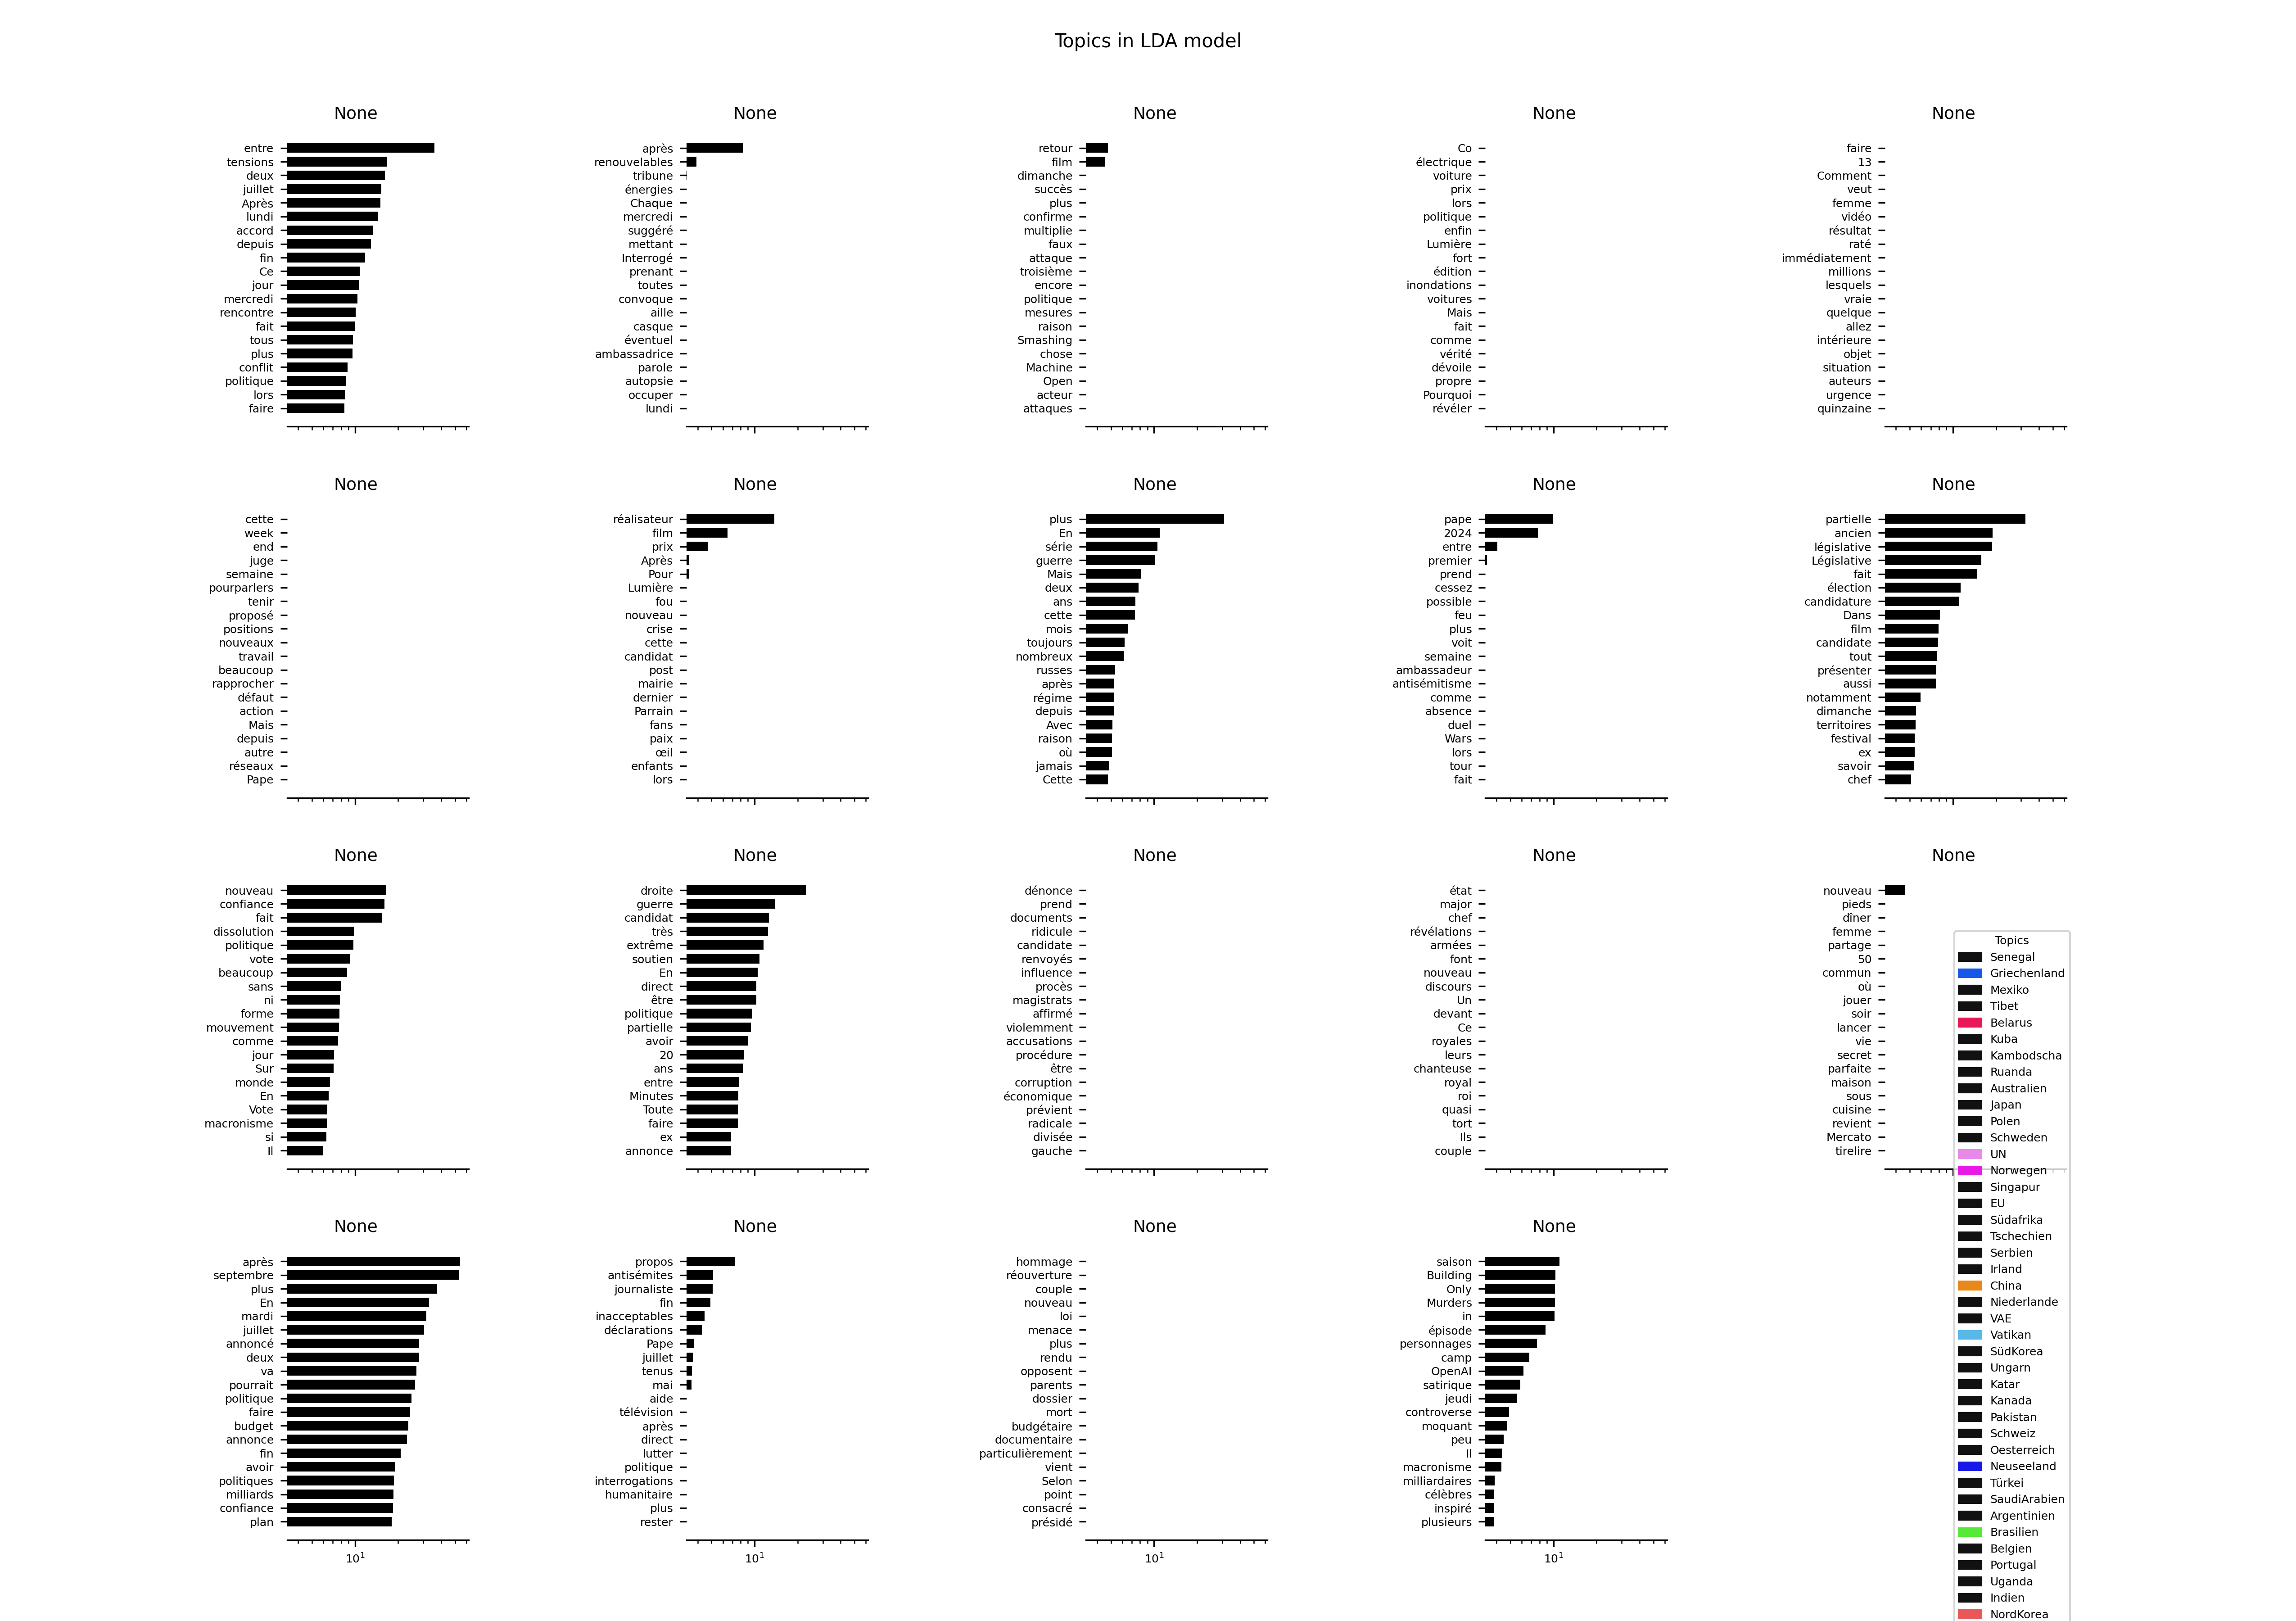 Topics in LDA model
None
entre
tensions
deux
juillet
Après
lundi
accord
depuis
fin
Ce
jour
mercredi
rencontre
fait
tous
plus
conflit
politique
lors
faire
None
après
renouvelables
tribune
énergies
Chaque
mercredi
suggéré
mettant
Interrogé
prenant
toutes
convoque
aille
casque
éventuel
ambassadrice
parole
autopsie
occuper
lundi
None
retour
film
dimanche
succès
plus
confirme
multiplie
faux
attaque
troisième
encore
politique
mesures
raison
Smashing
chose
Machine
Open
acteur
attaques
None
Co
électrique
voiture
prix
lors
politique
enfin
Lumière
fort
édition
inondations
voitures
Mais
fait
comme
vérité
dévoile
propre
Pourquoi
révéler
None
faire
13
Comment
veut
femme
vidéo
résultat
raté
immédiatement
millions
lesquels
vraie
quelque
allez
intérieure
objet
situation
auteurs
urgence
quinzaine
None
cette
week
end
juge
semaine
pourparlers
tenir
proposé
positions
nouveaux
travail
beaucoup
rapprocher
défaut
action
Mais
depuis
autre
réseaux
Pape
None
réalisateur
film
prix
Après
Pour
Lumière
fou
nouveau
crise
cette
candidat
post
mairie
dernier
Parrain
fans
paix
œil
enfants
lors
None
plus
En
série
guerre
Mais
deux
ans
cette
mois
toujours
nombreux
russes
après
régime
depuis
Avec
raison
où
jamais
Cette
None
pape
2024
entre
premier
prend
cessez
possible
feu
plus
voit
semaine
ambassadeur
antisémitisme
comme
absence
duel
Wars
lors
tour
fait
None
partielle
ancien
législative
Législative
fait
élection
candidature
Dans
film
candidate
tout
présenter
aussi
notamment
dimanche
territoires
festival
ex
savoir
chef
None
nouveau
confiance
fait
dissolution
politique
vote
beaucoup
sans
ni
forme
mouvement
comme
jour
Sur
monde
En
Vote
macronisme
si
Il
None
droite
guerre
candidat
très
extrême
soutien
En
direct
être
politique
partielle
avoir
20
ans
entre
Minutes
Toute
faire
ex
annonce
None
dénonce
prend
documents
ridicule
candidate
renvoyés
influence
procès
magistrats
affirmé
violemment
accusations
procédure
être
corruption
économique
prévient
radicale
divisée
gauche
None
état
major
chef
révélations
armées
font
nouveau
discours
Un
devant
Ce
royales
leurs
chanteuse
royal
roi
quasi
tort
Ils
couple
None
nouveau
pieds
dîner
femme
partage
50
commun
où
jouer
soir
lancer
vie
secret
parfaite
maison
sous
cuisine
revient
Mercato
tirelire
None
après
septembre
plus
En
mardi
juillet
annoncé
deux
va
pourrait
politique
faire
budget
annonce
fin
avoir
politiques
milliards
confiance
plan
10¹
None
propos
antisémites
journaliste
fin
inacceptables
déclarations
Pape
juillet
tenus
mai
aide
télévision
après
direct
lutter
politique
interrogations
humanitaire
plus
rester
10¹
None
hommage
réouverture
couple
nouveau
loi
menace
plus
rendu
opposent
parents
dossier
mort
budgétaire
documentaire
particulièrement
vient
Selon
point
consacré
présidé
10¹
None
saison
Building
Only
Murders
in
épisode
personnages
camp
OpenAI
satirique
jeudi
controverse
moquant
peu
Il
macronisme
milliardaires
célèbres
inspiré
plusieurs
10¹
Topics
Senegal
Griechenland
Mexiko
Tibet
Belarus
Kuba
Kambodscha
Ruanda
Australien
Japan
Polen
Schweden
UN
Norwegen
Singapur
EU
Südafrika
Tschechien
Serbien
Irland
China
Niederlande
VAE
Vatikan
SüdKorea
Ungarn
Katar
Kanada
Pakistan
Schweiz
Oesterreich
Neuseeland
Türkei
SaudiArabien
Argentinien
Brasilien
Belgien
Portugal
Uganda
Indien
NordKorea